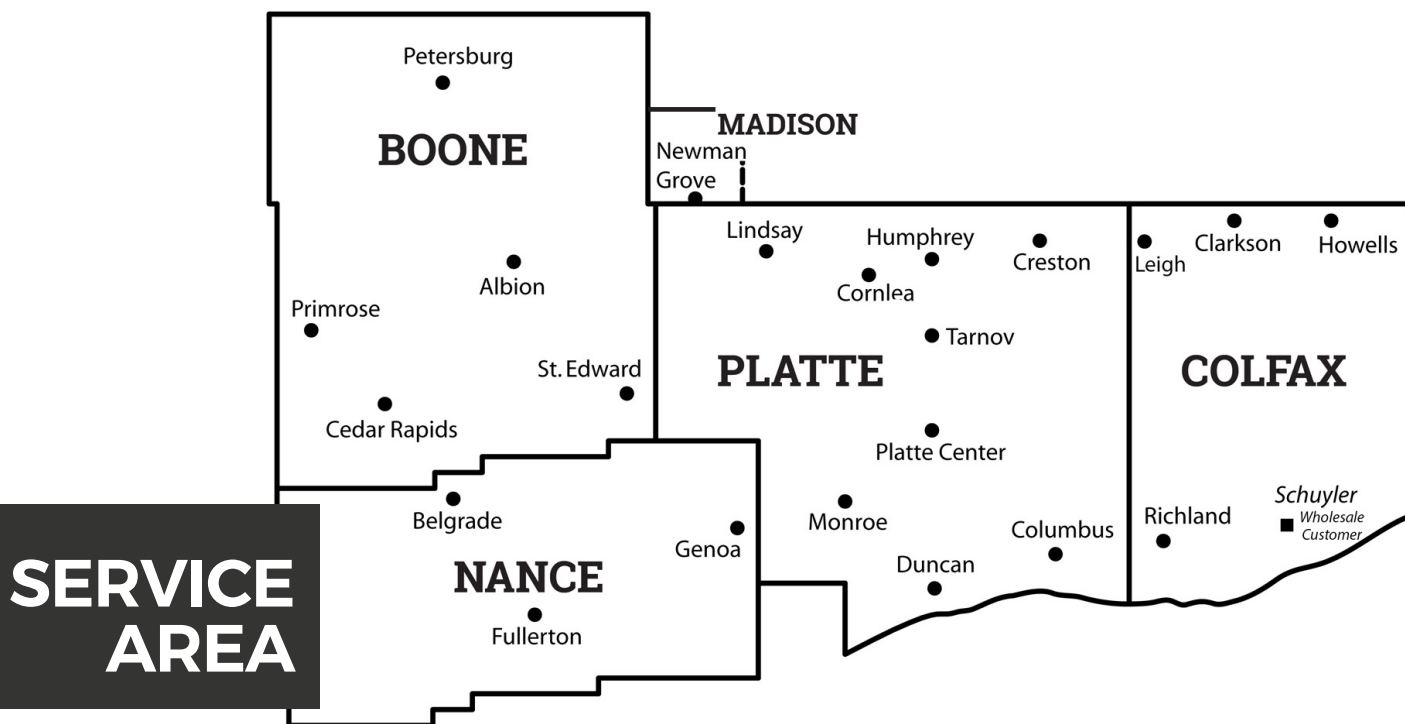 Petersburg
BOONE
MADISON
Newman
Grove
Lindsay
Humphrey
Creston
Clarkson
Howells
Leigh
Albion
Cornlea
Primrose
Tarnov
St. Edward
PLATTE
COLFAX
Cedar Rapids
Platte Center
Schuyler
Wholesale
Customer
Belgrade
Monroe
Richland
Columbus
Genoa
Duncan
NANCE
Fullerton
SERVICE
AREA